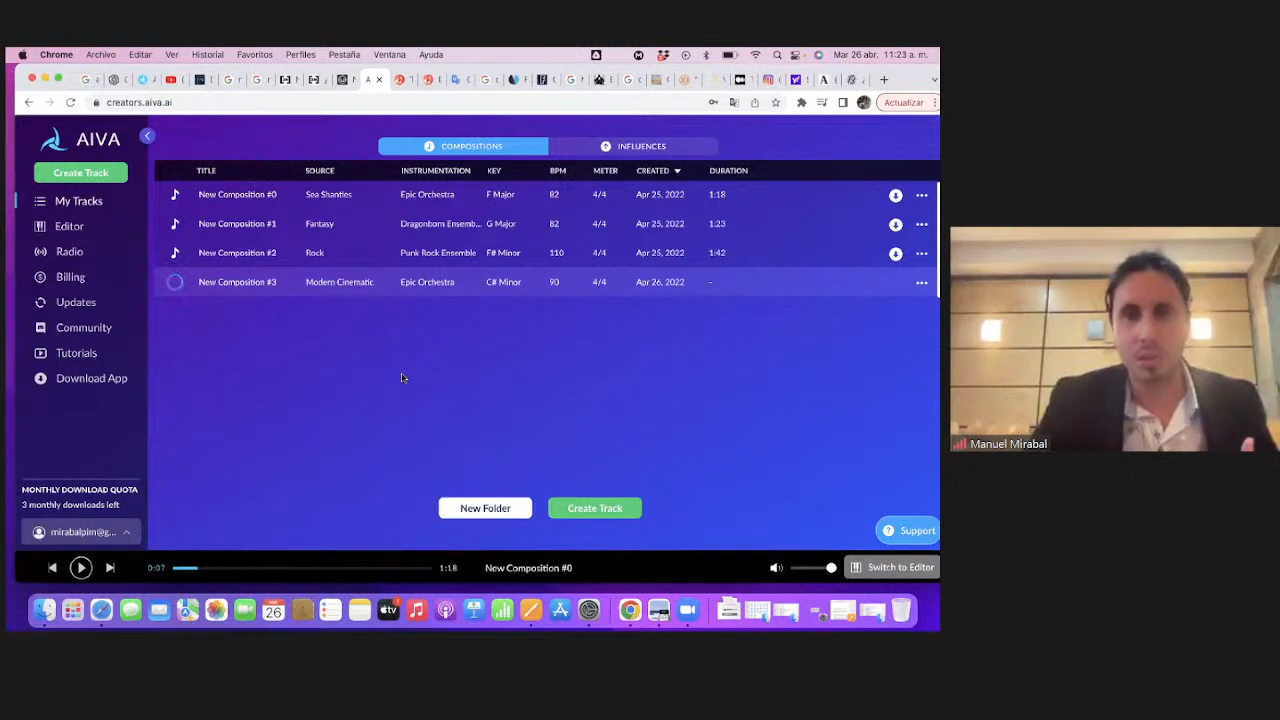 Chrome Archivo Editar Ver Historial Favoritos Perfiles Pestaña Ventana Ayuda Mar 26 abr. 11:23 a. m.
creators.aiva.ai Actualizar
AIVA
Create Track
My Tracks
Editor
Radio
Billing
Updates
Community
Tutorials
Download App
MONTHLY DOWNLOAD QUOTA
3 monthly downloads left
mirabalpim@g...
COMPOSITIONS INFLUENCES
TITLE SOURCE INSTRUMENTATION KEY BPM METER CREATED DURATION
New Composition #0 Sea Shanties Epic Orchestra F Major 82 4/4 Apr 25, 2022 1:18
New Composition #1 Fantasy Dragonborn Ensemb... G Major 82 4/4 Apr 25, 2022 1:23
New Composition #2 Rock Punk Rock Ensemble F# Minor 110 4/4 Apr 25, 2022 1:42
New Composition #3 Modern Cinematic Epic Orchestra C# Minor 90 4/4 Apr 26, 2022 -
New Folder Create Track
Support
0:07 1:18 New Composition #0 Switch to Editor
26 tv
Manuel Mirabal